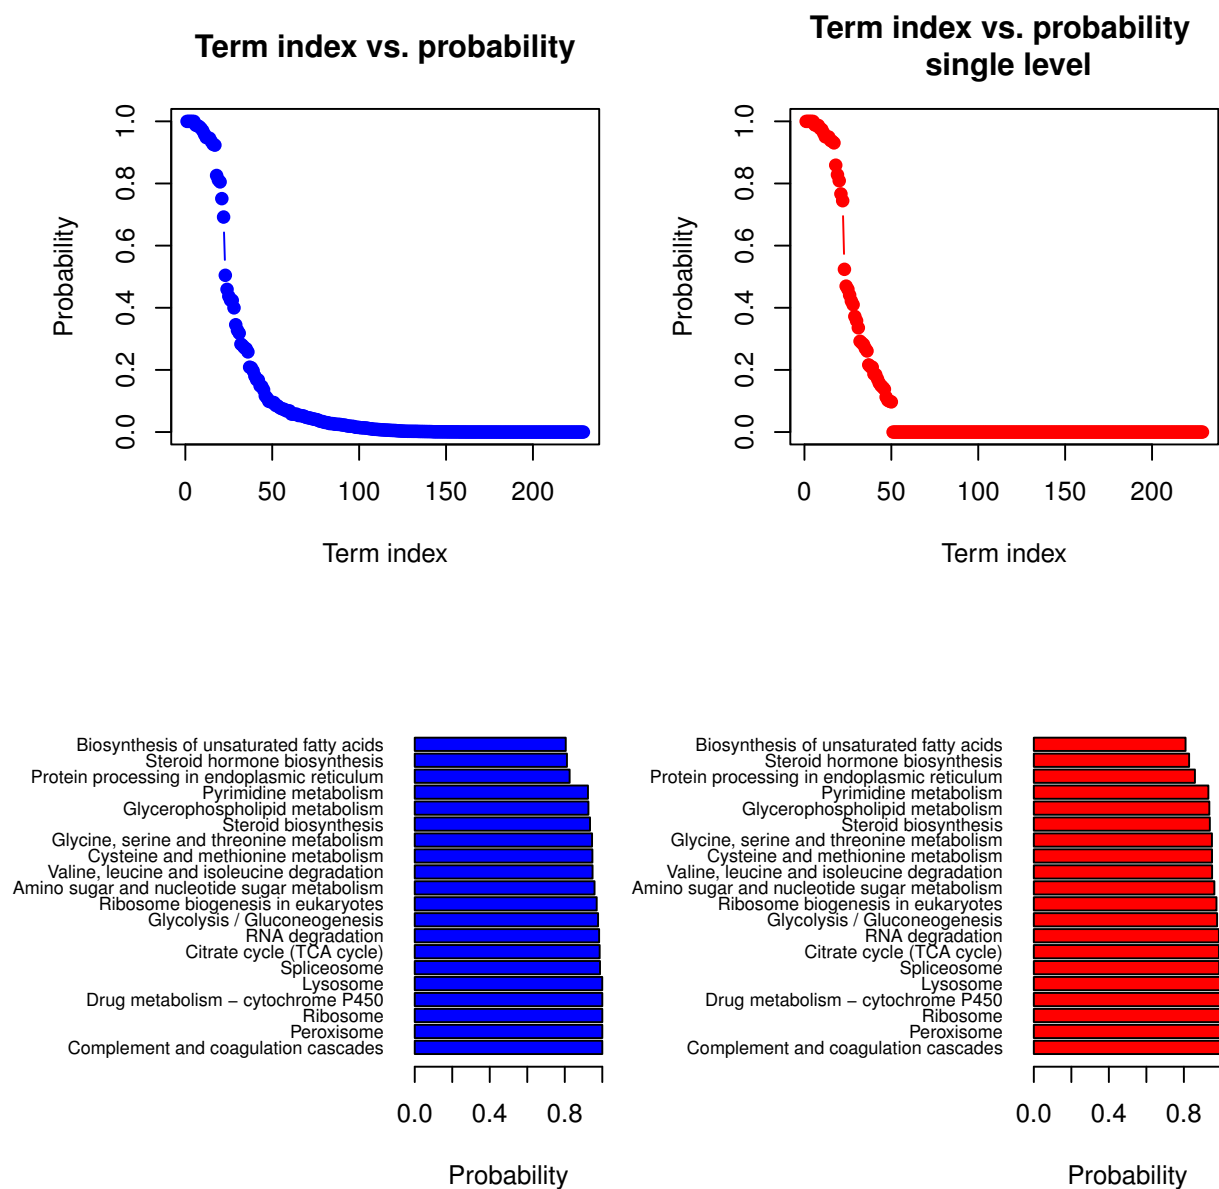 Term index vs. probability
Probability
0.0
0.2
0.4
0.6
0.8
1.0
0 50 100 150 200
Term index
Term index vs. probability
single level
Probability
0.0
0.2
0.4
0.6
0.8
1.0
0 50 100 150 200
Term index
Biosynthesis of unsaturated fatty acids
Steroid hormone biosynthesis
Protein processing in endoplasmic reticulum
Pyrimidine metabolism
Glycerophospholipid metabolism
Steroid biosynthesis
Glycine, serine and threonine metabolism
Cysteine and methionine metabolism
Valine, leucine and isoleucine degradation
Amino sugar and nucleotide sugar metabolism
Ribosome biogenesis in eukaryotes
Glycolysis / Gluconeogenesis
RNA degradation
Citrate cycle (TCA cycle)
Spliceosome
Lysosome
Drug metabolism − cytochrome P450
Ribosome
Peroxisome
Complement and coagulation cascades
0.0 0.4 0.8
Probability
Biosynthesis of unsaturated fatty acids
Steroid hormone biosynthesis
Protein processing in endoplasmic reticulum
Pyrimidine metabolism
Glycerophospholipid metabolism
Steroid biosynthesis
Glycine, serine and threonine metabolism
Cysteine and methionine metabolism
Valine, leucine and isoleucine degradation
Amino sugar and nucleotide sugar metabolism
Ribosome biogenesis in eukaryotes
Glycolysis / Gluconeogenesis
RNA degradation
Citrate cycle (TCA cycle)
Spliceosome
Lysosome
Drug metabolism − cytochrome P450
Ribosome
Peroxisome
Complement and coagulation cascades
0.0 0.4 0.8
Probability